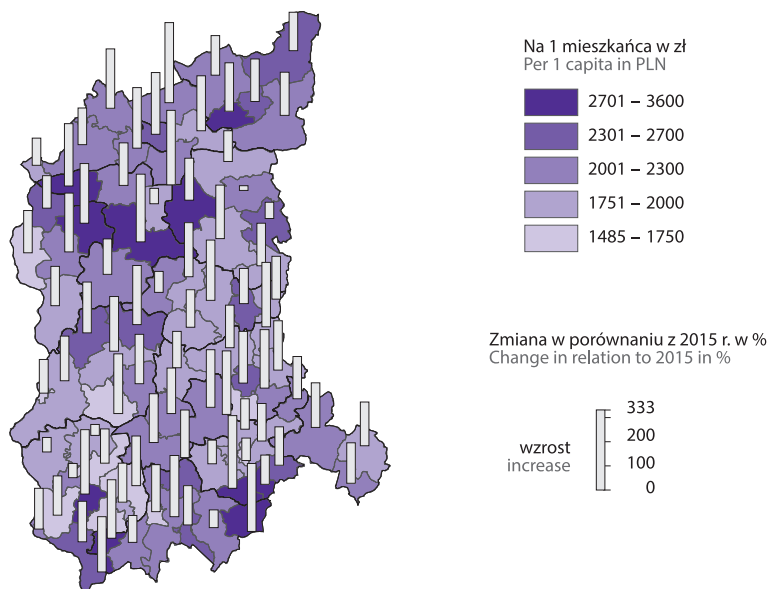 Na 1 mieszkańca w zł
Per 1 capita in PLN
2701 – 3600
2301 – 2700
2001 – 2300
1751 – 2000
1485 – 1750
Zmiana w porównaniu z 2015 r. w %
Change in relation to 2015 in %
wzrost
increase
333
200
100
0